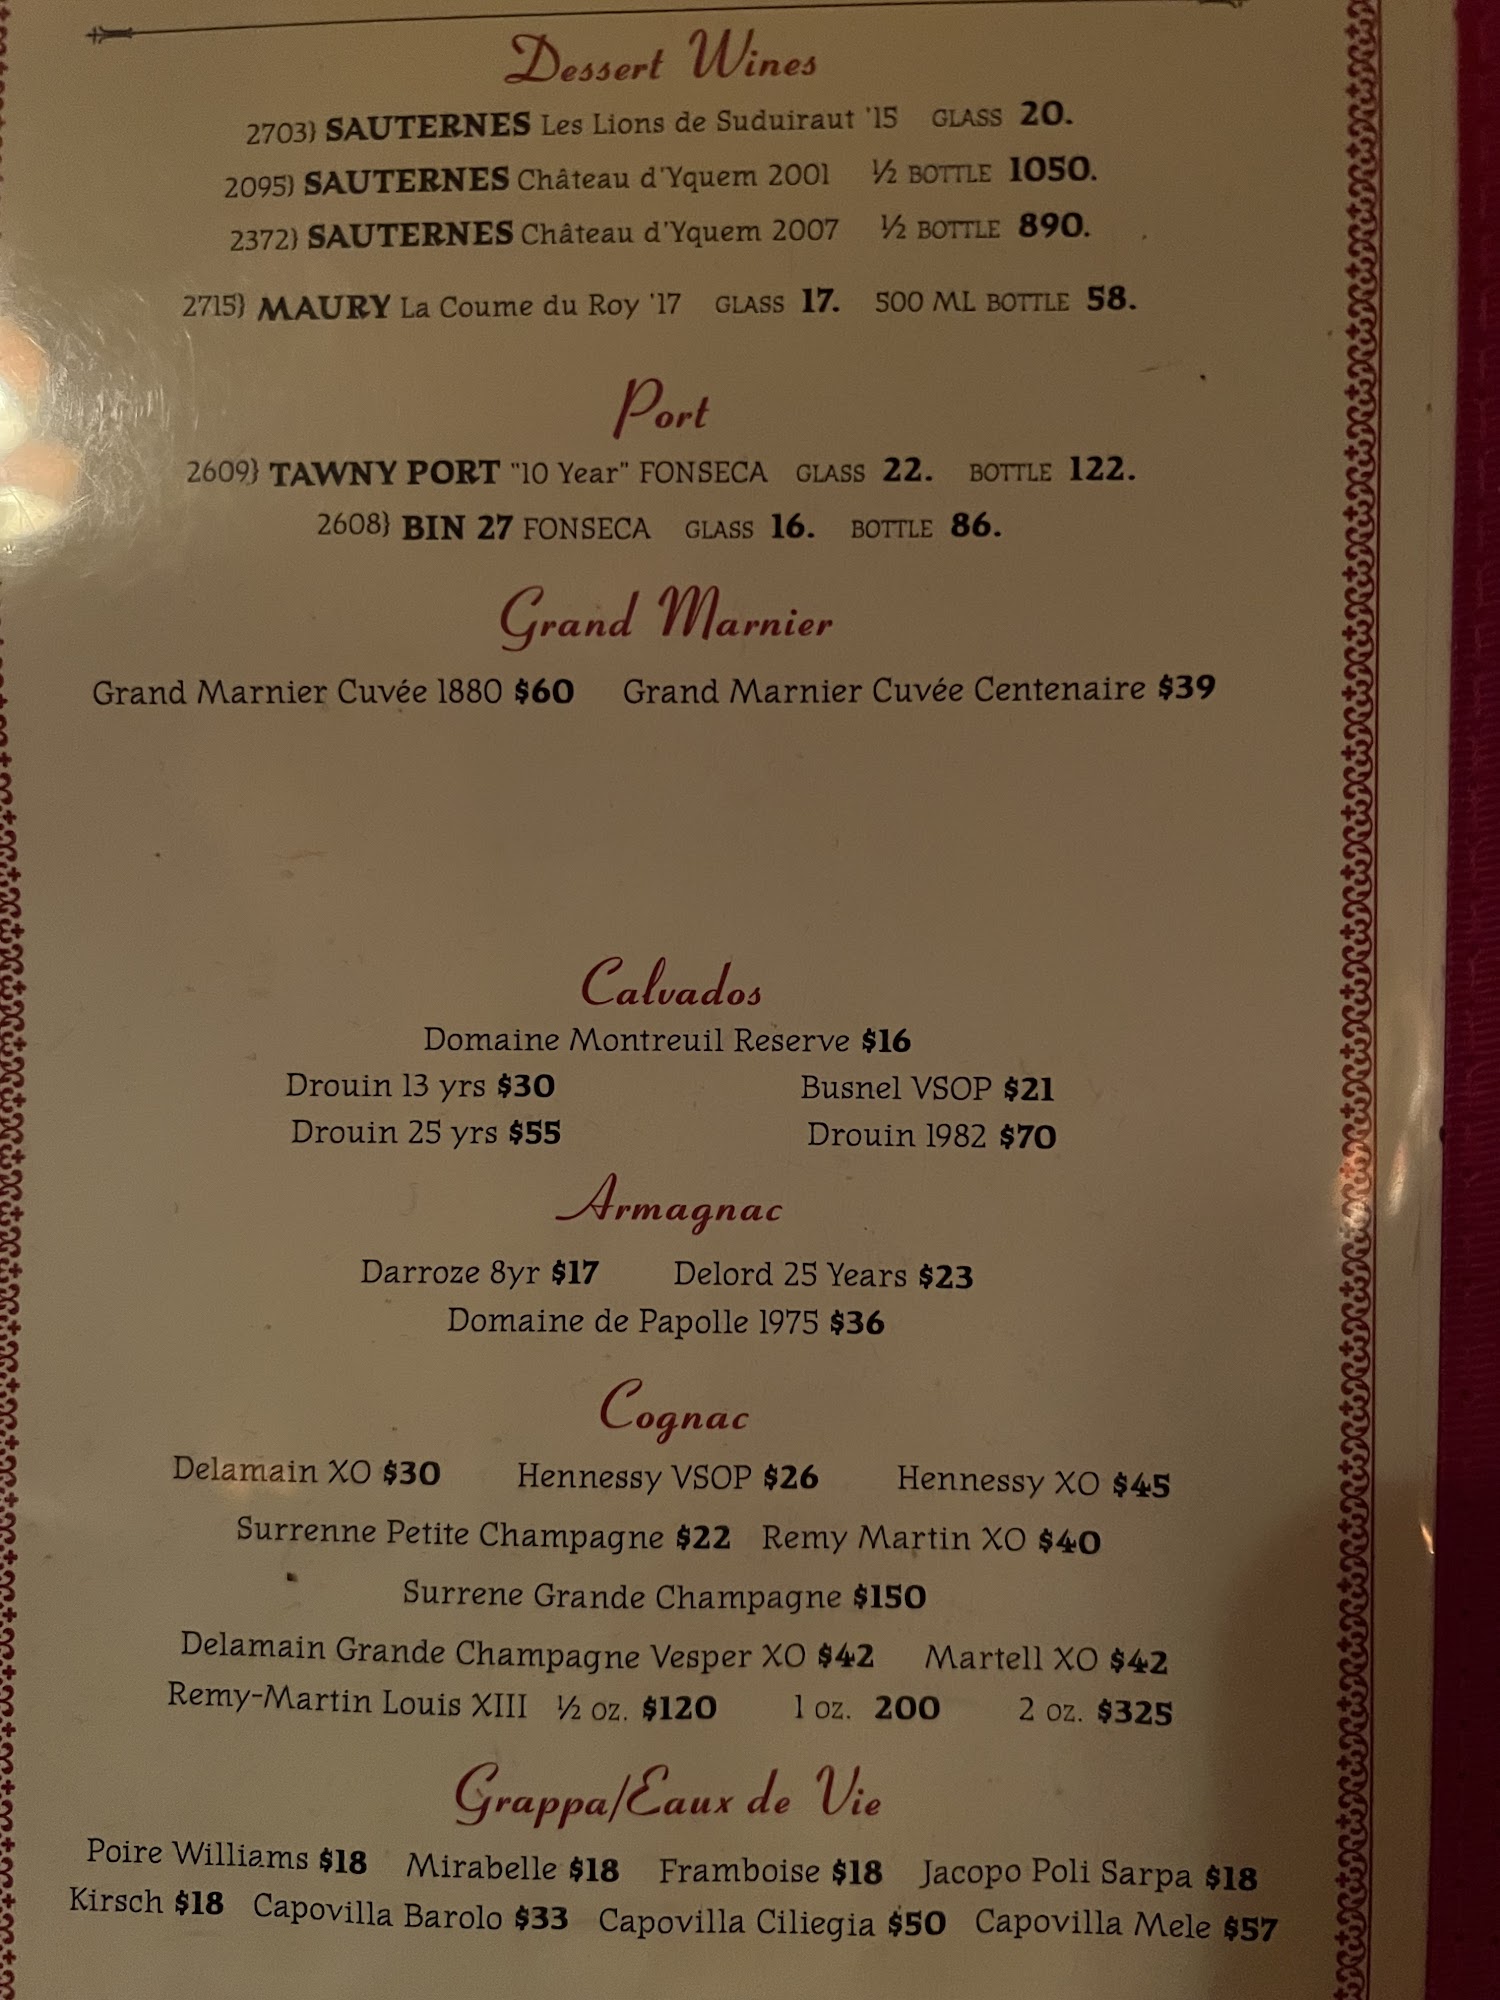 Dessert Wines
2703} SAUTERNES Les Lions de Suduiraut '15 GLASS 20.
2095} SAUTERNES Château d'Yquem 2001 ½ BOTTLE 1050.
2372} SAUTERNES Château d'Yquem 2007 ½ BOTTLE 890.
2715} MAURY La Coume du Roy '17 GLASS 17. 500 ML BOTTLE 58.
Port
2609} TAWNY PORT "10 Year" FONSECA GLASS 22. BOTTLE 122.
2608} BIN 27 FONSECA GLASS 16. BOTTLE 86.
Grand Marnier
Grand Marnier Cuvée 1880 $60 Grand Marnier Cuvée Centenaire $39
Calvados
Domaine Montreuil Reserve $16
Drouin 13 yrs $30 Busnel VSOP $21
Drouin 25 yrs $55 Drouin 1982 $70
Armagnac
Darroze 8yr $17 Delord 25 Years $23
Domaine de Papolle 1975 $36
Cognac
Delamain XO $30 Hennessy VSOP $26 Hennessy XO $45
Surrenne Petite Champagne $22 Remy Martin XO $40
Surrene Grande Champagne $150
Delamain Grande Champagne Vesper XO $42 Martell XO $42
Remy-Martin Louis XIII ½ oz. $120 1 oz. 200 2 oz. $325
Grappa/Eaux de Vie
Poire Williams $18 Mirabelle $18 Framboise $18 Jacopo Poli Sarpa $18
Kirsch $18 Capovilla Barolo $33 Capovilla Ciliegia $50 Capovilla Mele $57